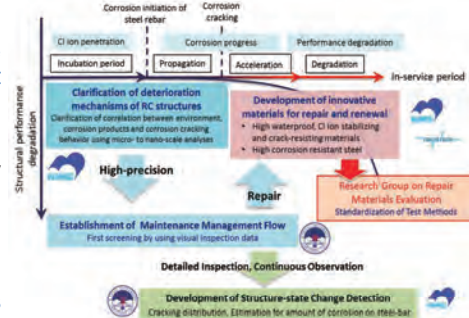 Corrosion initiation of
steel rebar
Corrosion
cracking
Cl ion penetration
Corrosion progress
Performance degradation
Incubation period
Propagation
Acceleration
Degradation
In-service period
Structural performance
degradation
Clarification of deterioration
mechanisms of RC structures
Clarification of correlation between environment,
corrosion products and corrosion cracking
behavior using micro- to nano-scale analyses
Development of innovative
materials for repair and renewal
• High waterproof, Cl ion stabilizing
and crack-resisting materials
• High corrosion resistant steel
High-precision
Repair
Research Group on Repair
Materials Evaluation
Standardization of Test Methods
Establishment of Maintenance Management Flow
First screening by using visual inspection data
Detailed Inspection, Continuous Observation
Development of Structure-state Change Detection
Cracking distribution, Estimation for amount of corrosion on steel-bar